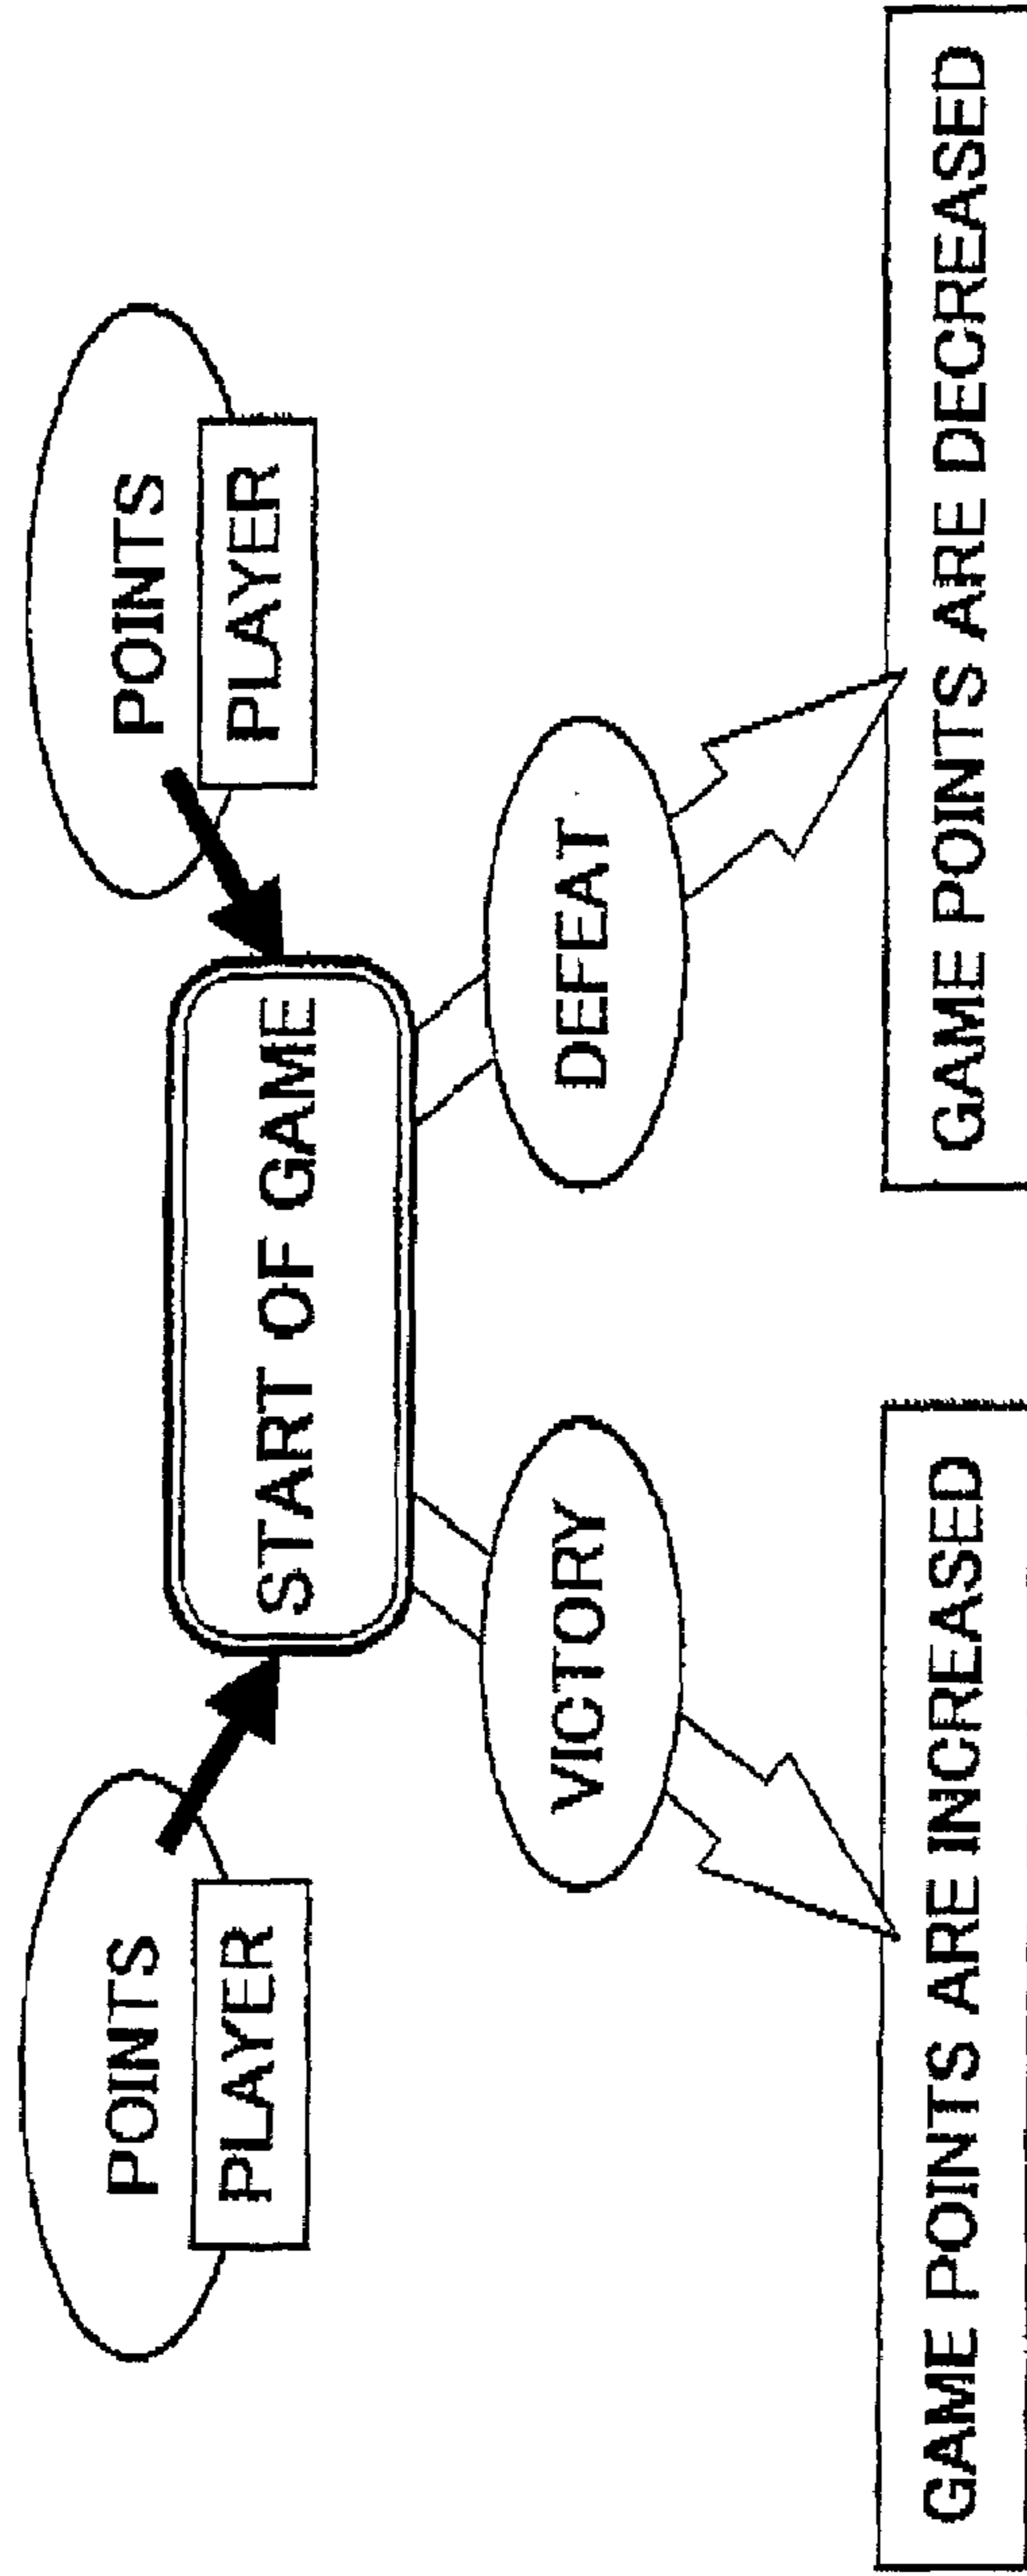 POINTS
PLAYER
POINTS
PLAYER
START OF GAME
VICTORY
DEFEAT
GAME POINTS ARE INCREASED
GAME POINTS ARE DECREASED